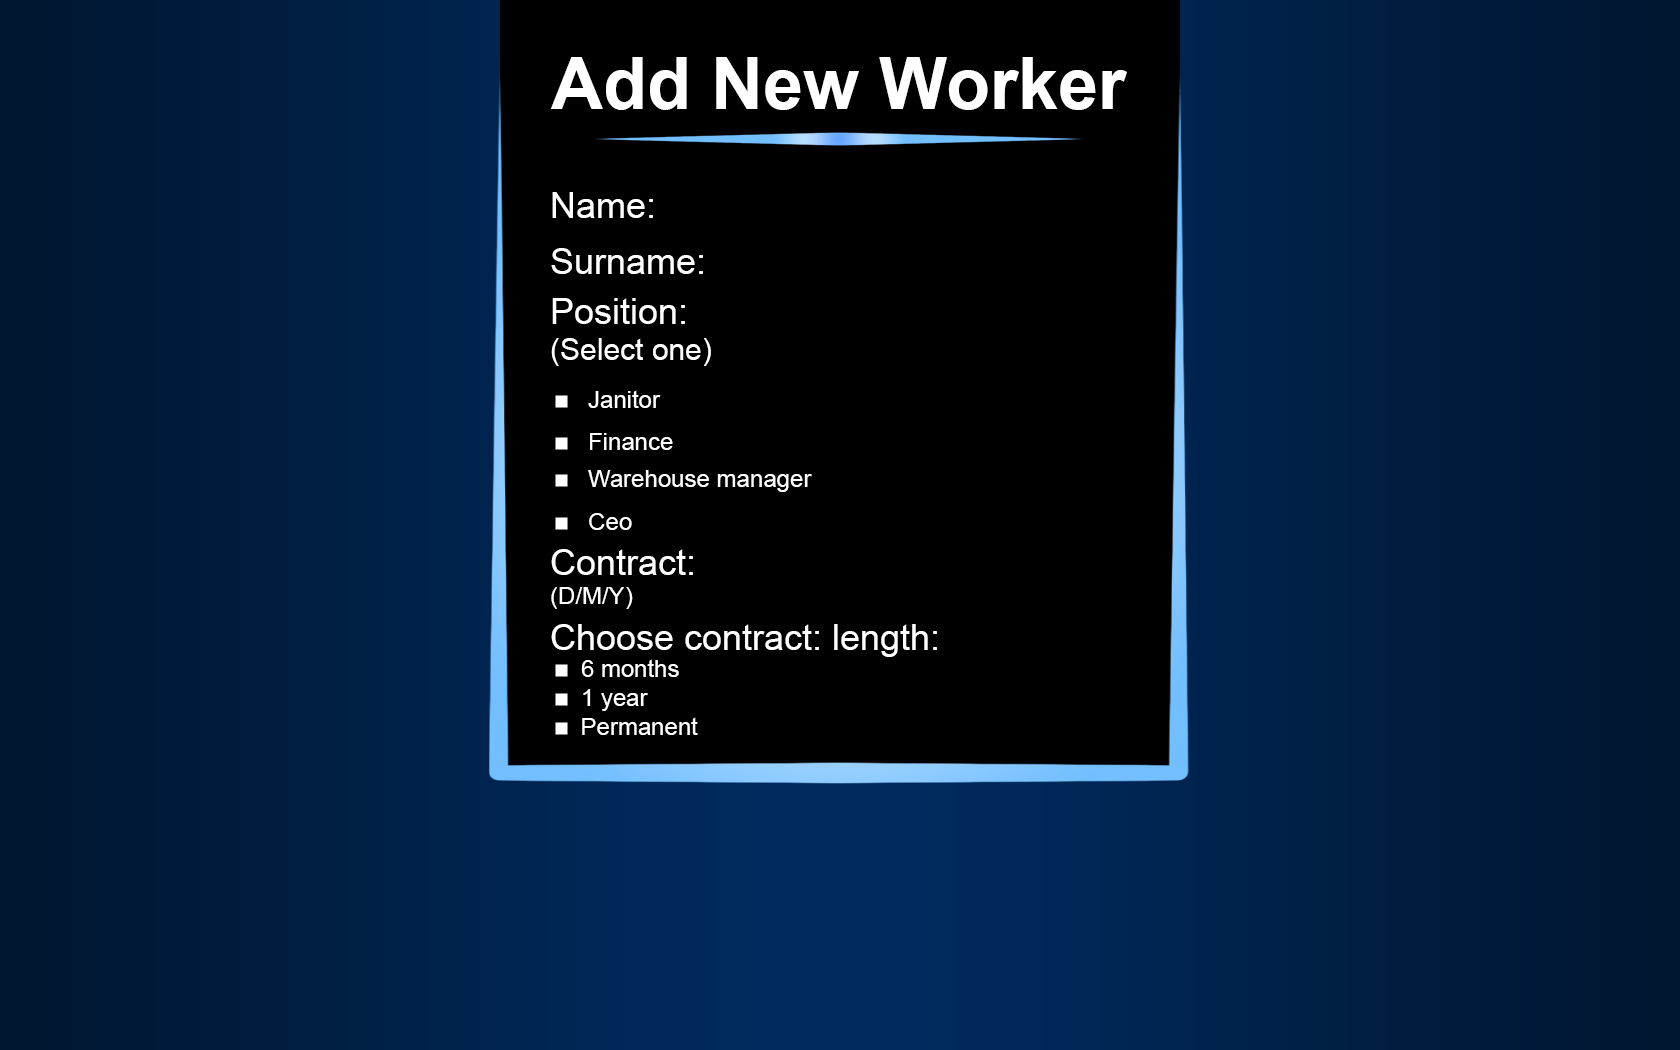 Add New Worker
Name:
Surname:
Position:
(Select one)
Janitor
Finance
Warehouse manager
Ceo
Contract:
(D/M/Y)
Choose contract: length:
6 months
1 year
Permanent